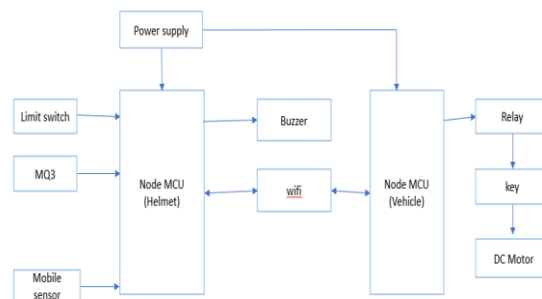 Power supply
Limit switch
Buzzer
Relay
MQ3
Node MCU
(Helmet)
wifi
Node MCU
(Vehicle)
key
DC Motor
Mobile
sensor